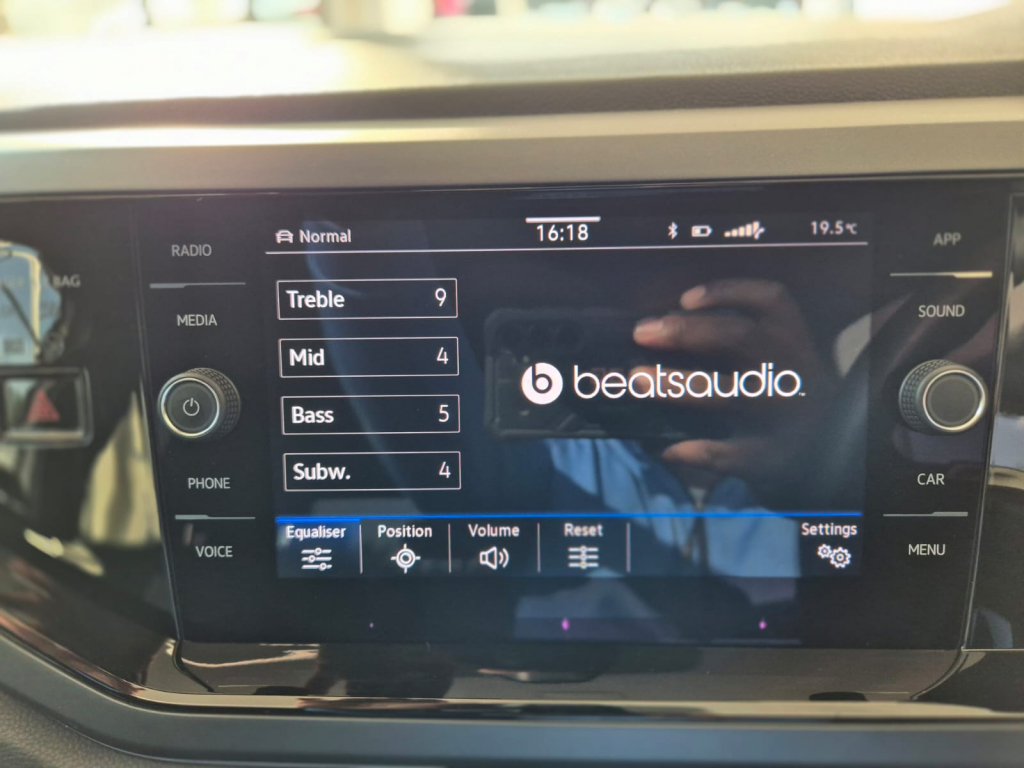 RADIO
MEDIA
PHONE
VOICE
BAG
Normal
16:18
19.5°C
Treble 9
Mid 4
Bass 5
Subw. 4
b beatsaudio™
Equaliser
Position
Volume
Reset
Settings
APP
SOUND
CAR
MENU